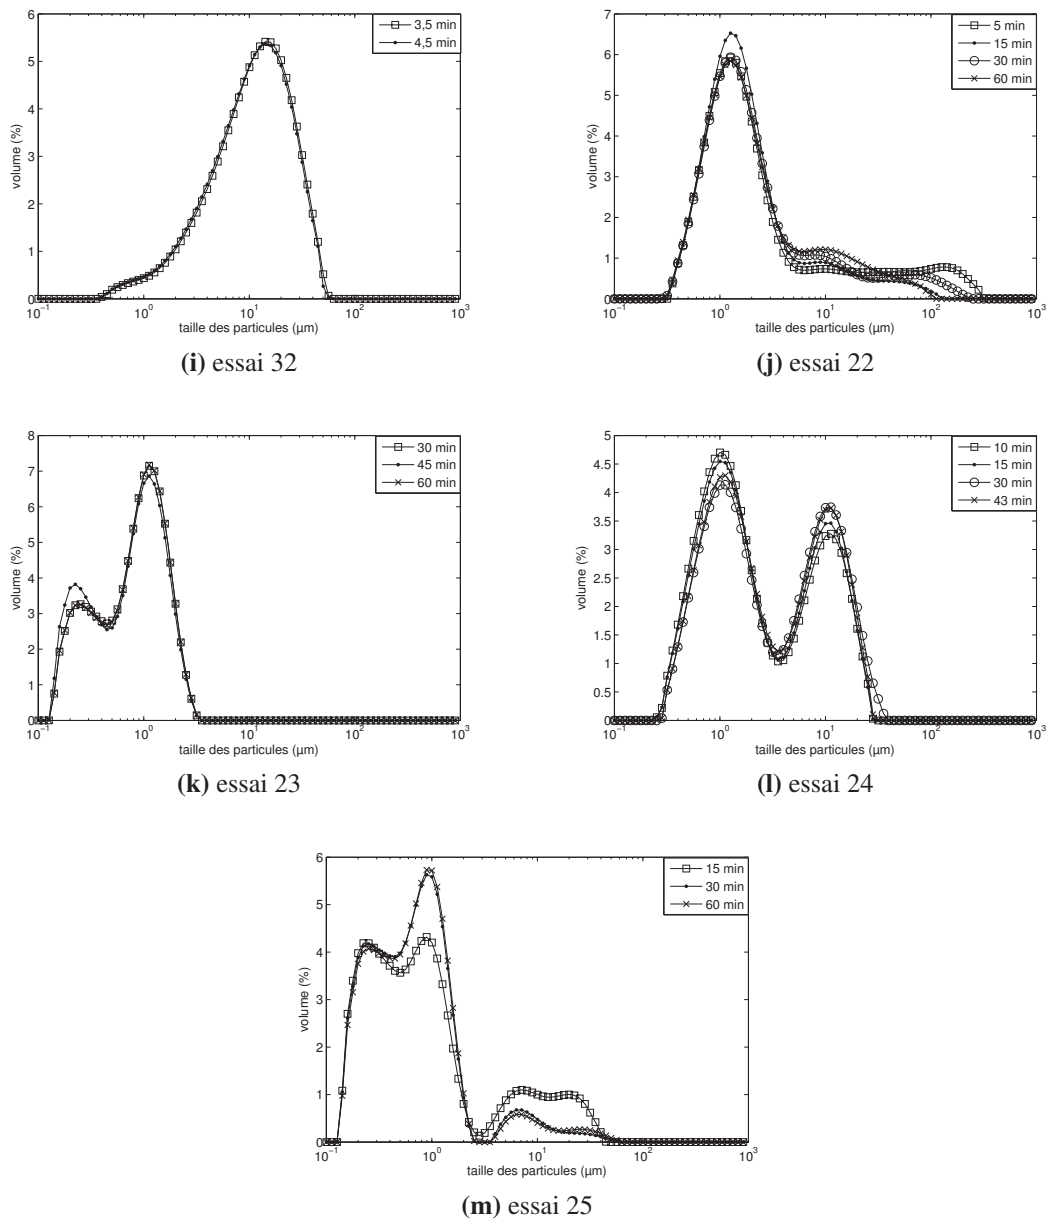 6
5
4
3
2
1
0
volume (%)
10⁻¹ 10⁰ 10¹ 10² 10³
taille des particules (µm)
3,5 min
4,5 min
(i) essai 32
7
6
5
4
3
2
1
0
volume (%)
10⁻¹ 10⁰ 10¹ 10² 10³
taille des particules (µm)
5 min
15 min
30 min
60 min
(j) essai 22
8
7
6
5
4
3
2
1
0
volume (%)
10⁻¹ 10⁰ 10¹ 10² 10³
taille des particules (µm)
30 min
45 min
60 min
(k) essai 23
5
4.5
4
3.5
3
2.5
2
1.5
1
0.5
0
volume (%)
10⁻¹ 10⁰ 10¹ 10² 10³
taille des particules (µm)
10 min
15 min
30 min
43 min
(l) essai 24
6
5
4
3
2
1
0
volume (%)
10⁻¹ 10⁰ 10¹ 10² 10³
taille des particules (µm)
15 min
30 min
60 min
(m) essai 25